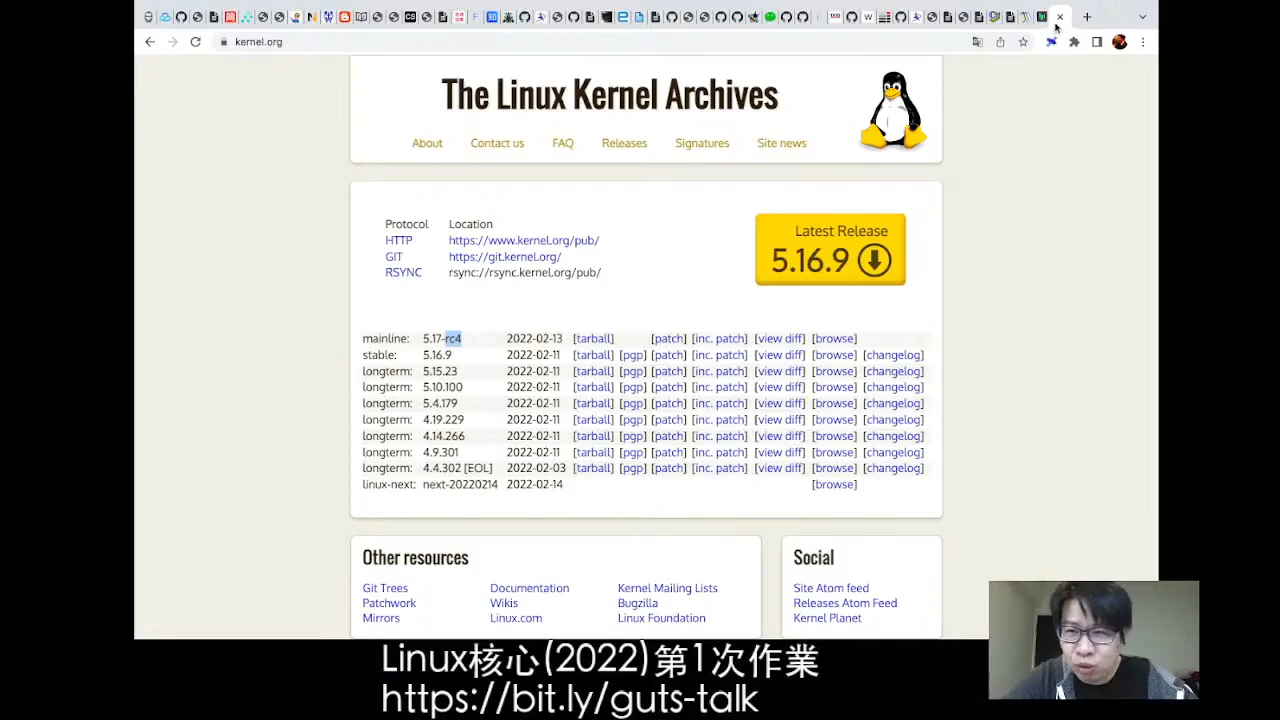 kernel.org
The Linux Kernel Archives
About Contact us FAQ Releases Signatures Site news
Protocol Location
HTTP https://www.kernel.org/pub/
GIT https://git.kernel.org/
RSYNC rsync://rsync.kernel.org/pub/
Latest Release
5.16.9
mainline: 5.17-rc4 2022-02-13 [tarball] [patch] [inc. patch] [view diff] [browse]
stable: 5.16.9 2022-02-11 [tarball] [pgp] [patch] [inc. patch] [view diff] [browse] [changelog]
longterm: 5.15.23 2022-02-11 [tarball] [pgp] [patch] [inc. patch] [view diff] [browse] [changelog]
longterm: 5.10.100 2022-02-11 [tarball] [pgp] [patch] [inc. patch] [view diff] [browse] [changelog]
longterm: 5.4.179 2022-02-11 [tarball] [pgp] [patch] [inc. patch] [view diff] [browse] [changelog]
longterm: 4.19.229 2022-02-11 [tarball] [pgp] [patch] [inc. patch] [view diff] [browse] [changelog]
longterm: 4.14.266 2022-02-11 [tarball] [pgp] [patch] [inc. patch] [view diff] [browse] [changelog]
longterm: 4.9.301 2022-02-11 [tarball] [pgp] [patch] [inc. patch] [view diff] [browse] [changelog]
longterm: 4.4.302 [EOL] 2022-02-03 [tarball] [pgp] [patch] [inc. patch] [view diff] [browse] [changelog]
linux-next: next-20220214 2022-02-14 [browse]
Other resources
Git Trees Documentation Kernel Mailing Lists
Patchwork Wikis Bugzilla
Mirrors Linux.com Linux Foundation
Social
Site Atom feed
Releases Atom Feed
Kernel Planet
Linux核心(2022)第1次作業
https://bit.ly/guts-talk